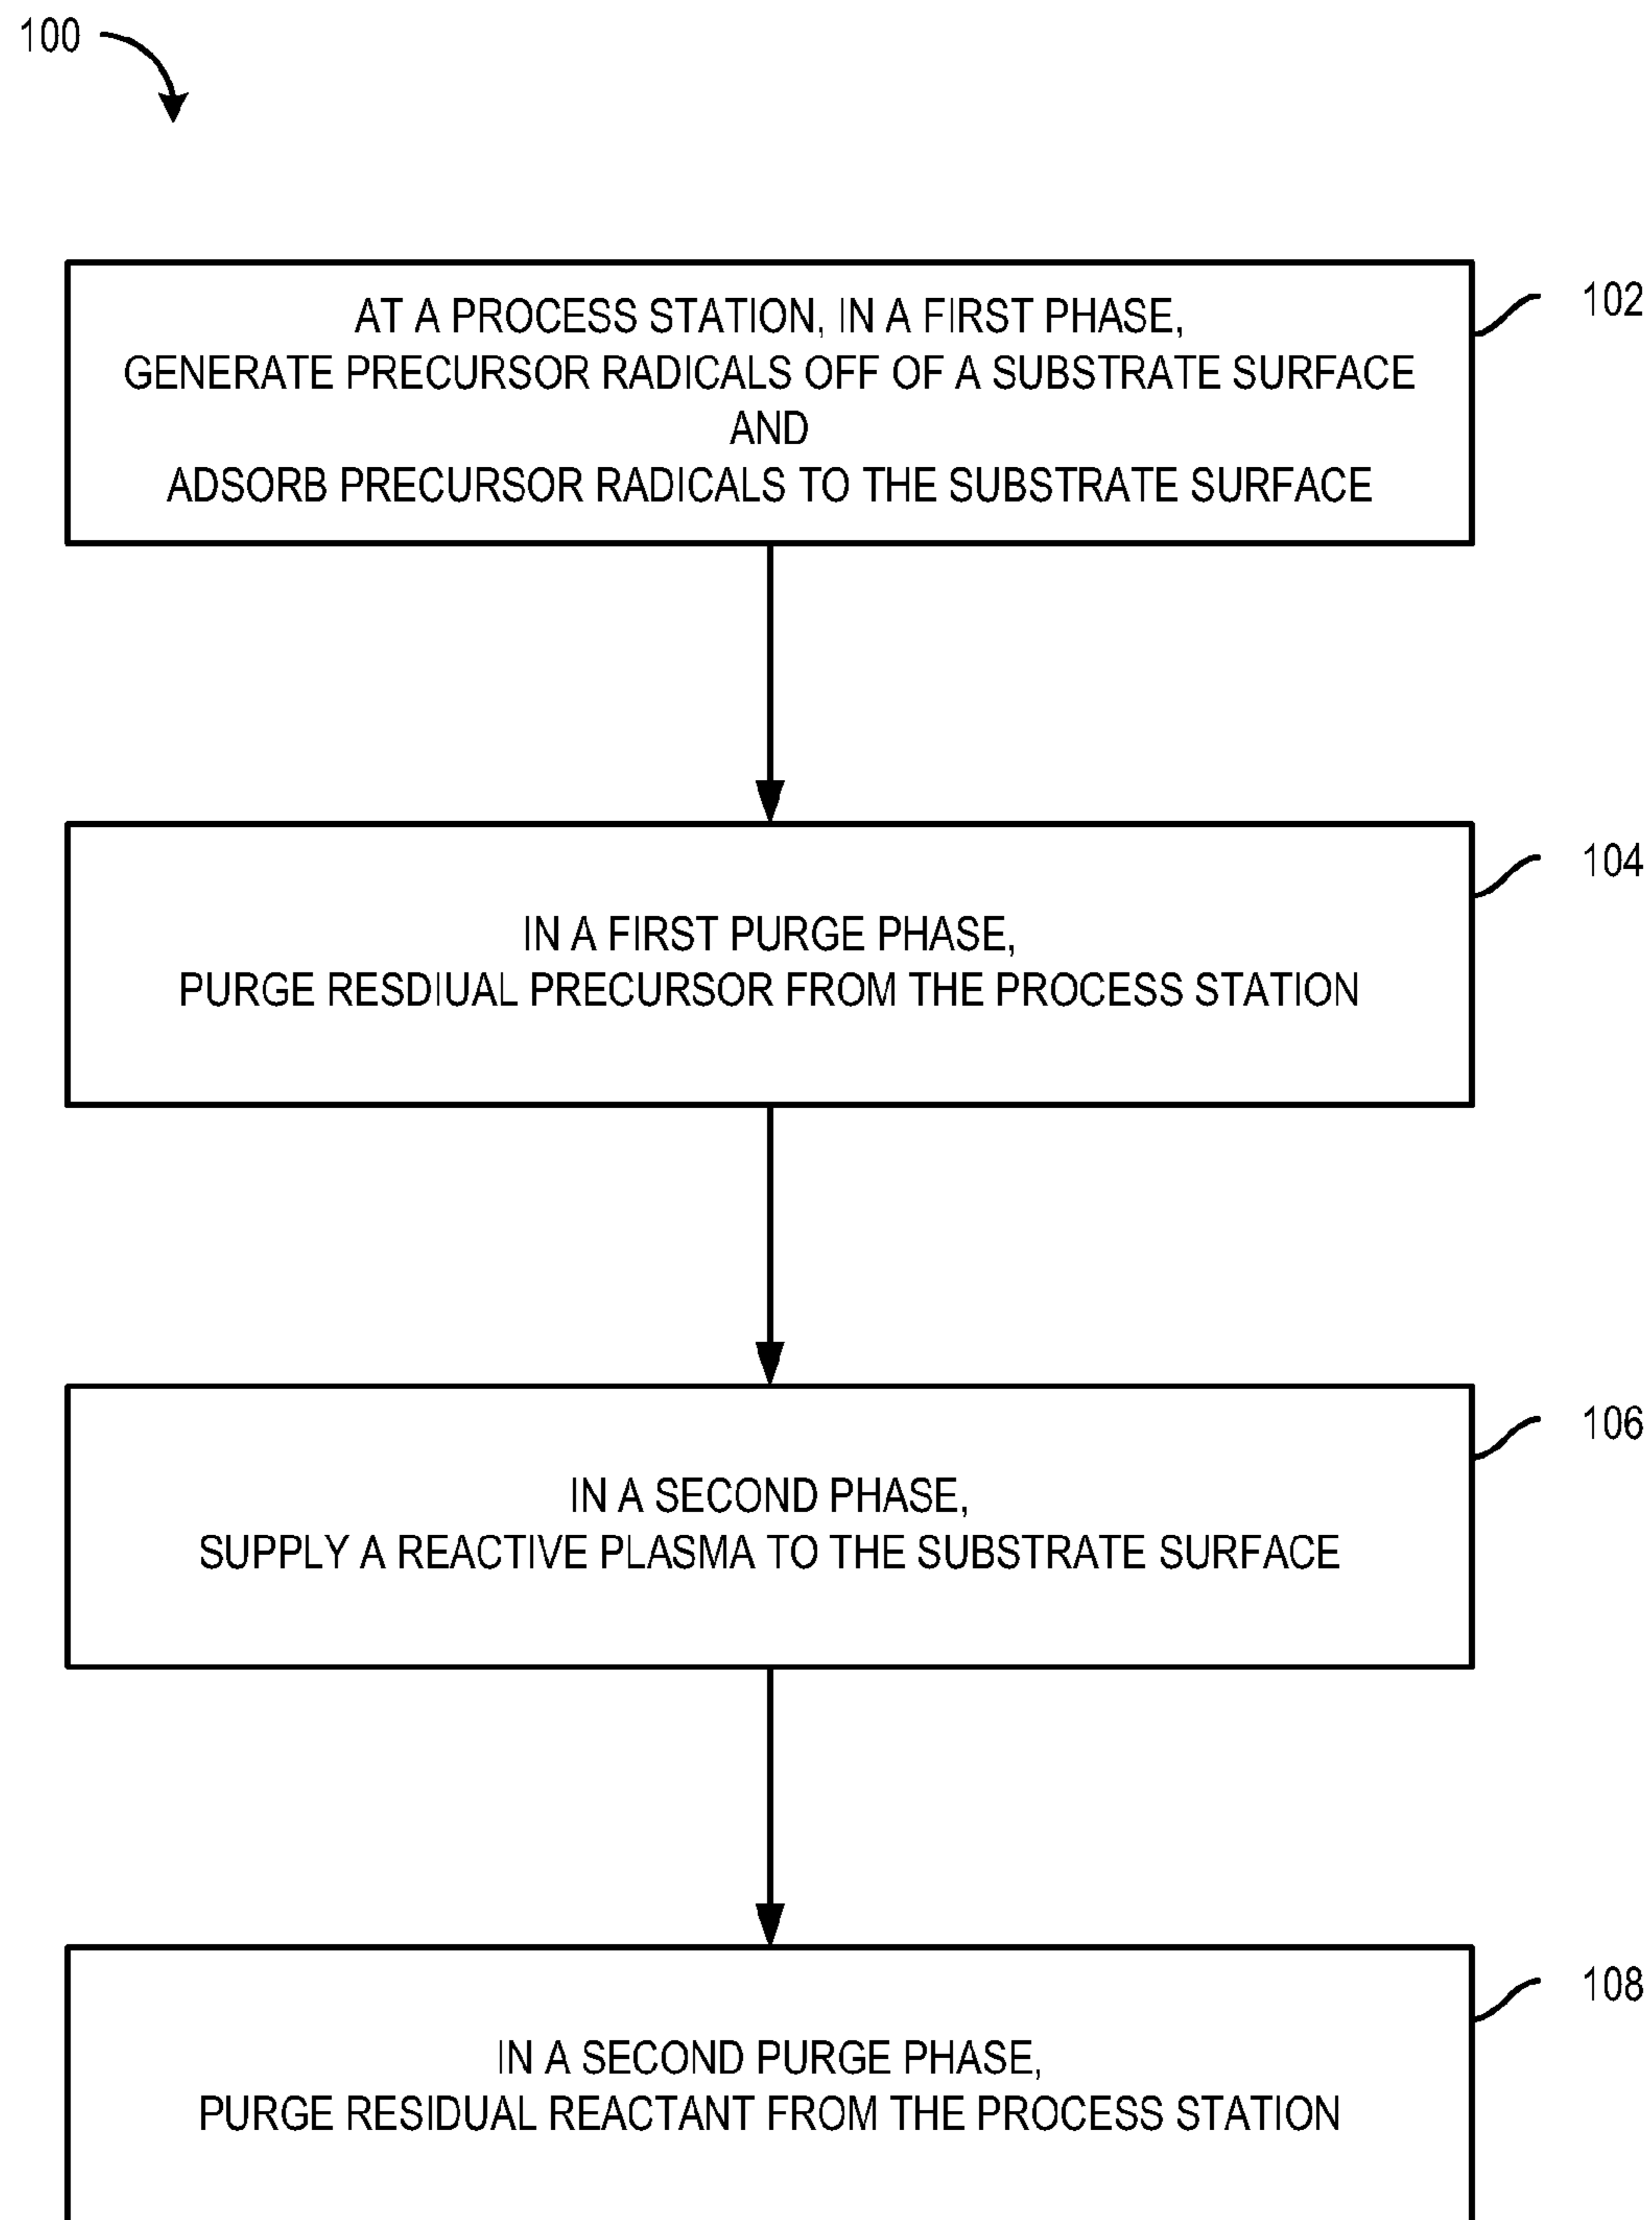 100
AT A PROCESS STATION, IN A FIRST PHASE,
GENERATE PRECURSOR RADICALS OFF OF A SUBSTRATE SURFACE
AND
ADSORB PRECURSOR RADICALS TO THE SUBSTRATE SURFACE
102
IN A FIRST PURGE PHASE,
PURGE RESDIUAL PRECURSOR FROM THE PROCESS STATION
104
IN A SECOND PHASE,
SUPPLY A REACTIVE PLASMA TO THE SUBSTRATE SURFACE
106
IN A SECOND PURGE PHASE,
PURGE RESIDUAL REACTANT FROM THE PROCESS STATION
108